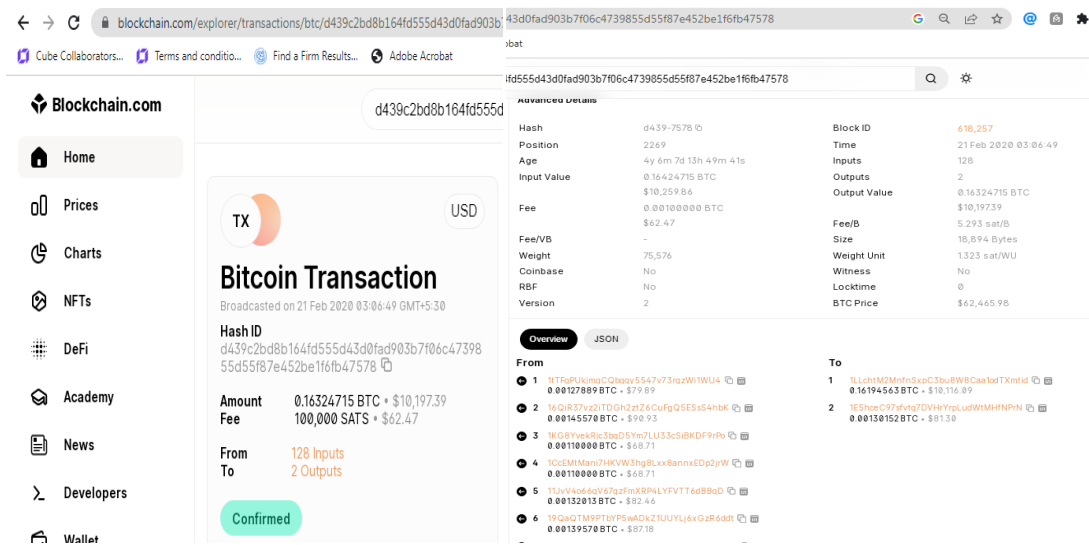 blockchain.com/explorer/transactions/btc/d439c2bd8b164fd555d43d0fad903b7
Cube Collaborators... Terms and conditio... Find a Firm Results... Adobe Acrobat
Blockchain.com
d439c2bd8b164fd555d
Home
Prices
Charts
NFTs
DeFi
Academy
News
Developers
Wallet
TX
USD
Bitcoin Transaction
Broadcasted on 21 Feb 2020 03:06:49 GMT+5:30
Hash ID
d439c2bd8b164fd555d43d0fad903b7f06c47398
55d55f87e452be1f6fb47578
Amount 0.16324715 BTC • $10,197.39
Fee 100,000 SATS • $62.47
From 128 Inputs
To 2 Outputs
Confirmed
43d0fad903b7f06c4739855d55f87e452be1f6fb47578
obat
fd555d43d0fad903b7f06c4739855d55f87e452be1f6fb47578
Advanced Details
Hash d439-7578 Block ID 618,257
Position 2269 Time 21 Feb 2020 03:06:49
Age 4y 6m 7d 13h 49m 41s Inputs 128
Input Value 0.16424715 BTC Outputs 2
$10,259.86 Output Value 0.16324715 BTC
Fee 0.00100000 BTC $10,197.39
$62.47 Fee/B 5.293 sat/B
Fee/VB - Size 18,894 Bytes
Weight 75,576 Weight Unit 1.323 sat/WU
Coinbase No Witness No
RBF No Locktime 0
Version 2 BTC Price $62,465.98
Overview JSON
From To
1 1tTFgPUkjmgCQbqqy5547v73rqzWi1WU4
0.00127889 BTC • $79.89
2 16QiR37vz2iTDGh2ztZ6CuFgQ5ESsS4hbK
0.00145570 BTC • $90.93
3 1KG8YvekRjc3bqD5Ym7LU33cSiBKDF9rPo
0.00110000 BTC • $68.71
4 1CcEMtMani7HKVW3hg8Lxx8annxEDp2jrW
0.00110000 BTC • $68.71
5 11JvV4o66qV67qzFmXRP4LYFVTT6dBBqD
0.00132013 BTC • $82.46
6 19QaQTM9PTbYP5wADkZ1UUYLj6xGzR6ddt
0.00139570 BTC • $87.18
1 1LLchtM2MnfnSxpC3bu8W8Caa1odTXmtid
0.16194563 BTC • $10,116.09
2 1E5hceC97sfvtq7DVHrYrpLudWtMHfNPrN
0.00130152 BTC • $81.30